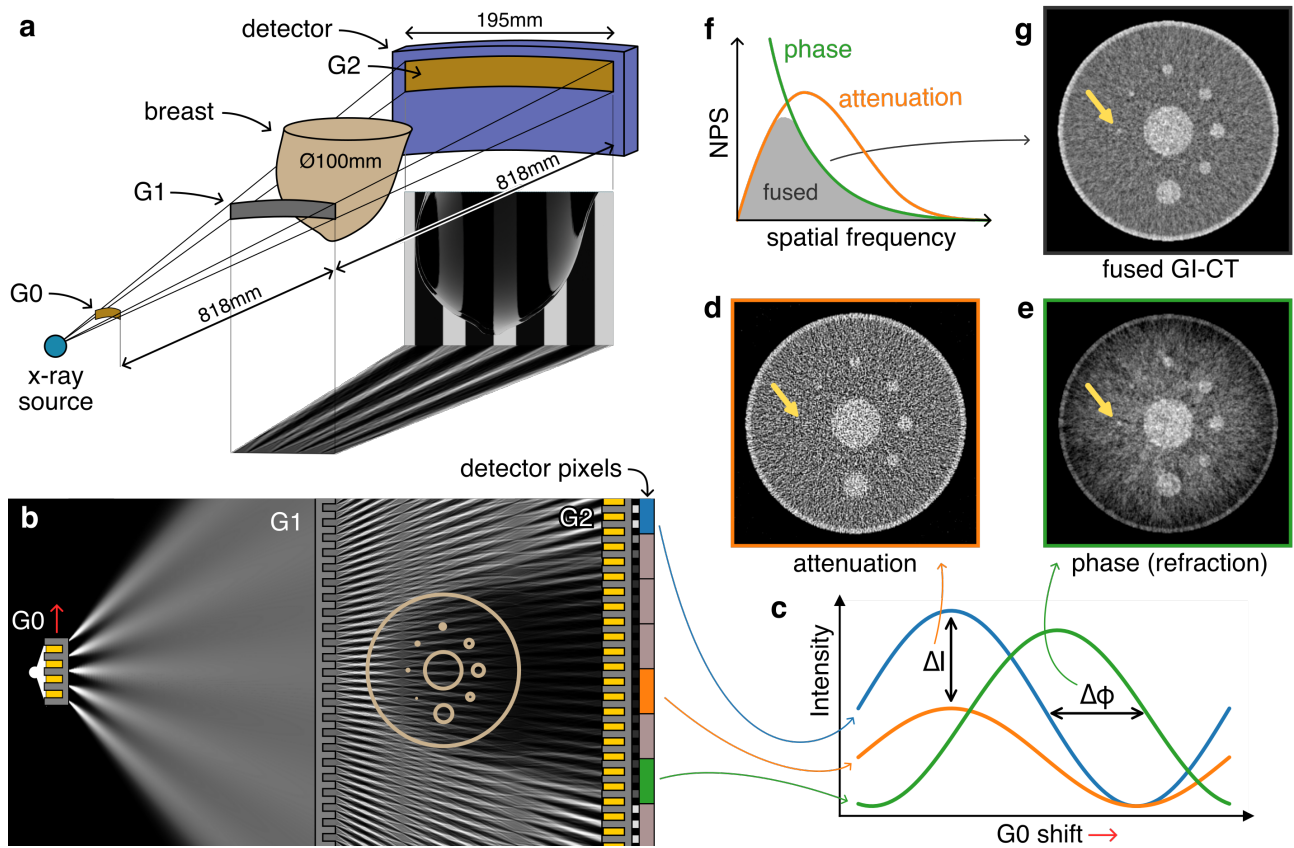 a
195mm
detector
G2
breast
Ø100mm
G1
818mm
G0
818mm
x-ray
source
f
phase
attenuation
NPS
fused
spatial frequency
g
fused GI-CT
d
attenuation
e
phase (refraction)
detector pixels
b
G1
G2
G0
c
Intensity
ΔI
Δϕ
G0 shift